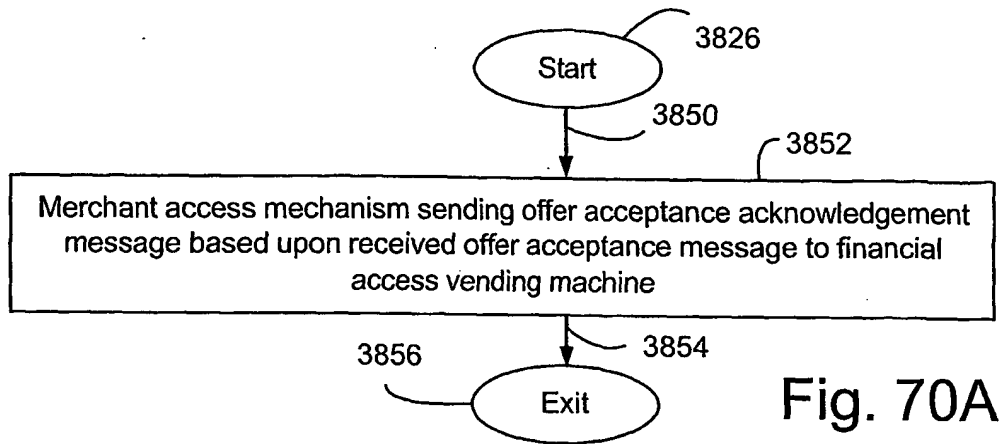 3826
Start
3850
3852
Merchant access mechanism sending offer acceptance acknowledgement
message based upon received offer acceptance message to financial
access vending machine
3854
3856
Exit
Fig. 70A